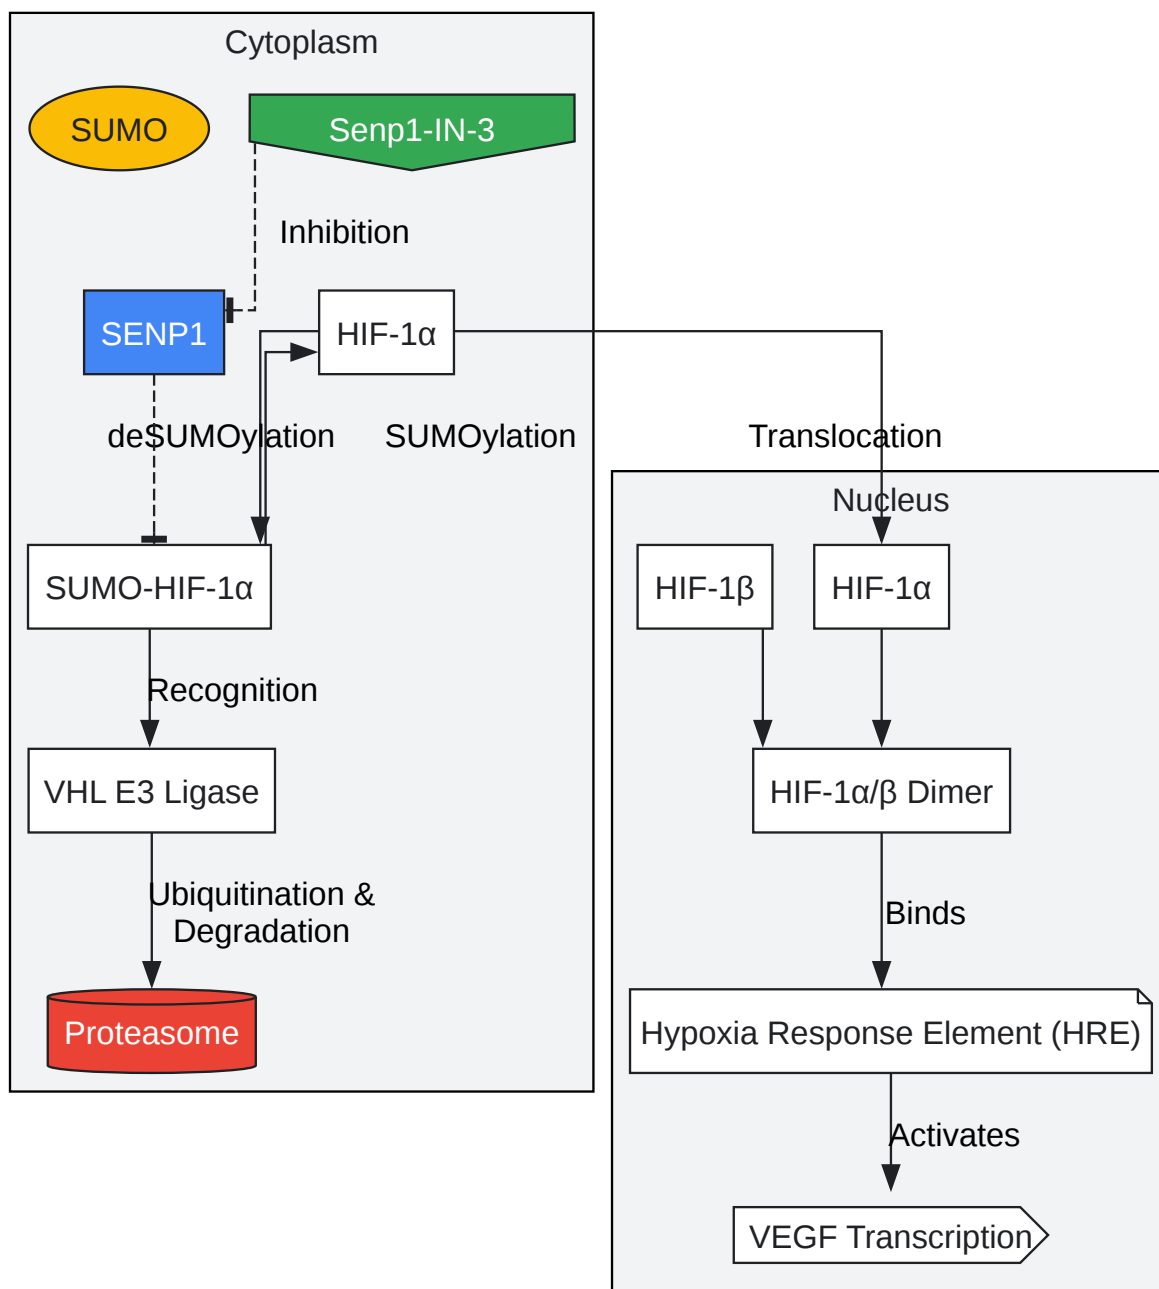 Cytoplasm
SUMO
Senp1-IN-3
Inhibition
SENP1
HIF-1α
deSUMOylation
SUMOylation
Translocation
Nucleus
SUMO-HIF-1α
HIF-1β
HIF-1α
Recognition
VHL E3 Ligase
HIF-1α/β Dimer
Ubiquitination &
Degradation
Binds
Proteasome
Hypoxia Response Element (HRE)
Activates
VEGF Transcription